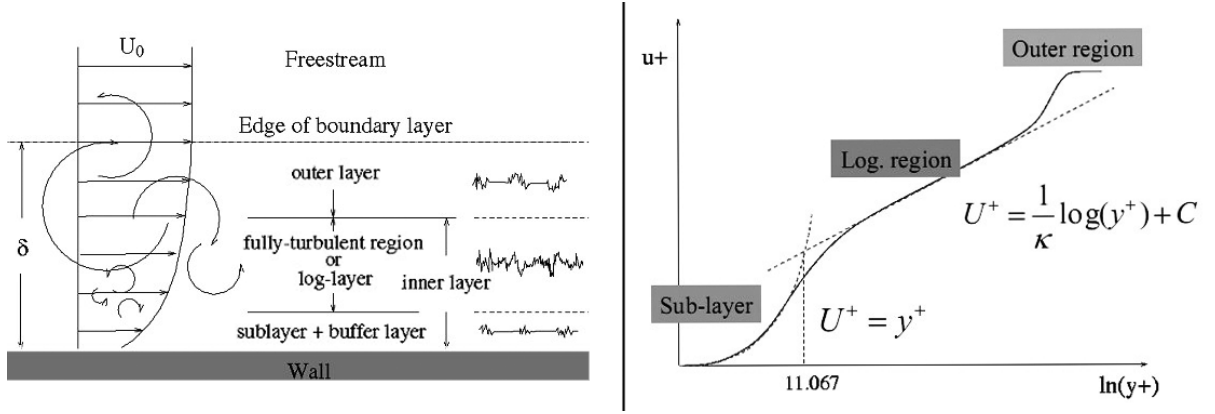 U₀
Freestream
Edge of boundary layer
outer layer
δ
fully-turbulent region
or
log-layer
inner layer
sublayer + buffer layer
Wall
u+
Outer region
Log. region
U⁺ = 1/κ log(y⁺) + C
Sub-layer
U⁺ = y⁺
11.067
ln(y+)